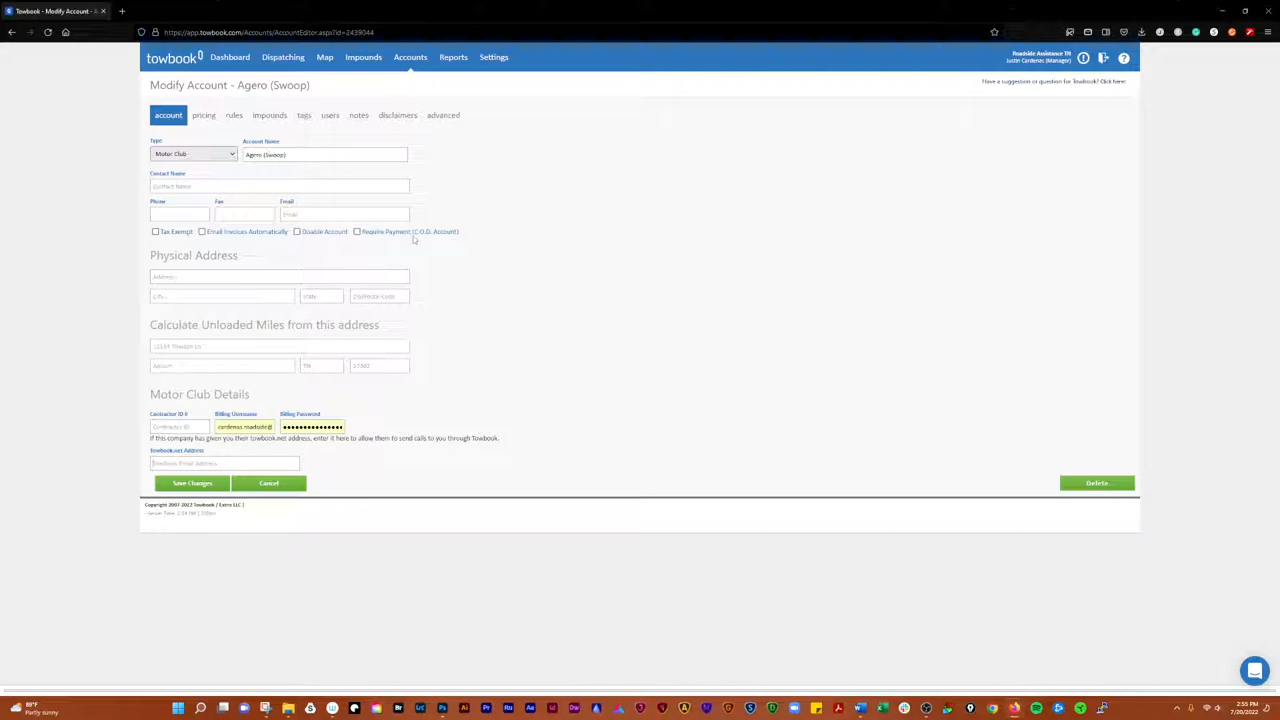 Towbook - Modify Account - A
https://app.towbook.com/Accounts/AccountEditor.aspx?id=2439044
towbook Dashboard Dispatching Map Impounds Accounts Reports Settings
Roadside Assistance TN
Justin Cardenas (Manager)
Modify Account - Agero (Swoop)
Have a suggestion or question for Towbook? Click here.
account pricing rules impounds tags users notes disclaimers advanced
Type Account Name
Motor Club Agero (Swoop)
Contact Name
Contact Name
Phone Fax Email
Email
Tax Exempt Email Invoices Automatically Disable Account Require Payment (C.O.D. Account)
Physical Address
Address
City State Zip/Postal Code
Calculate Unloaded Miles from this address
TN
Motor Club Details
Contractor ID # Billing Username Billing Password
Contractor ID cardenas.roadside@
If this company has given you their towbook.net address, enter it here to allow them to send calls to you through Towbook.
Towbook.net Address
Towbook Email Address
Save Changes Cancel Delete
Copyright 2007-2022 Towbook / Extric LLC |
89°F
Partly sunny
2:55 PM
7/20/2022